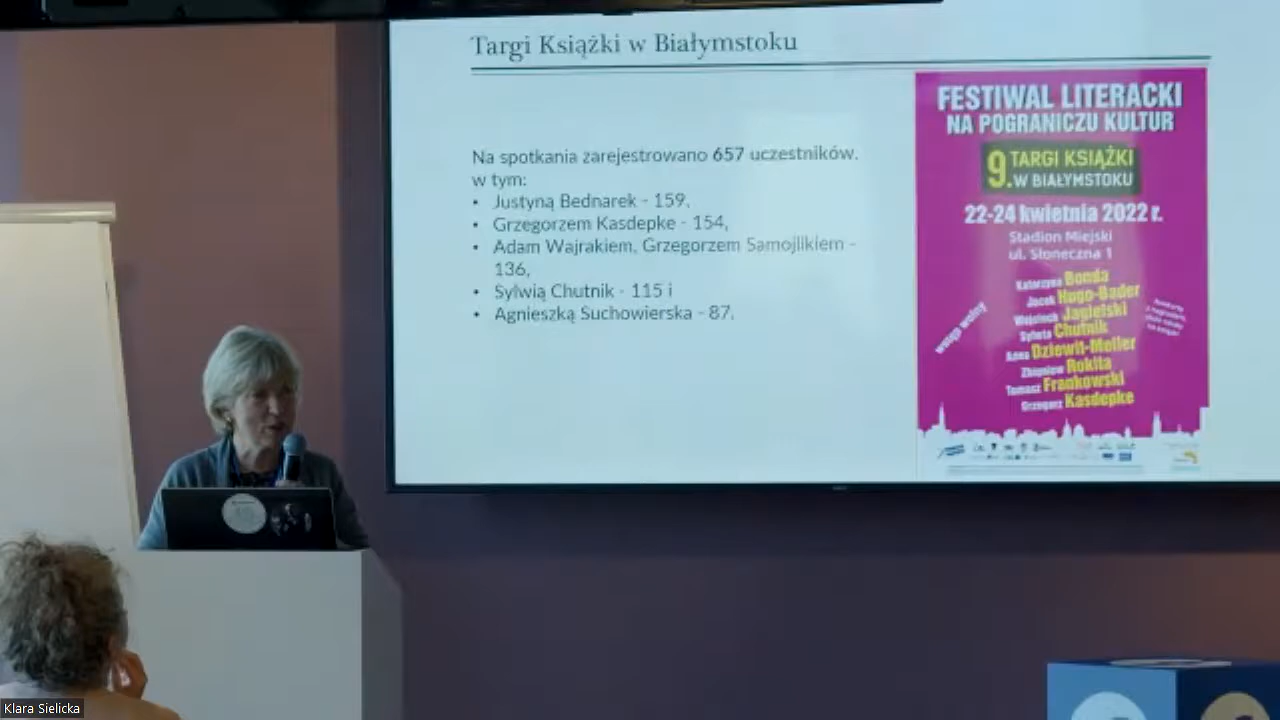 Targi Książki w Białymstoku
Na spotkania zarejestrowano 657 uczestników,
w tym:
• Justyną Bednarek - 159,
• Grzegorzem Kasdepke - 154,
• Adam Wajrakiem, Grzegorzem Samojlikiem -
136,
• Sylwią Chutnik - 115 i
• Agnieszką Suchowierska - 87.
FESTIWAL LITERACKI
NA POGRANICZU KULTUR
9. TARGI KSIĄŻKI
W BIAŁYMSTOKU
22-24 kwietnia 2022 r.
Stadion Miejski
ul. Słoneczna 1
Katarzyna Bonda
Jacek Hugo-Bader
Wojciech Jagielski
Sylwia Chutnik
Anna Dziewit-Meller
Zbigniew Rokita
Tomasz Frankowski
Grzegorz Kasdepke
wstęp wolny
Klara Sielicka